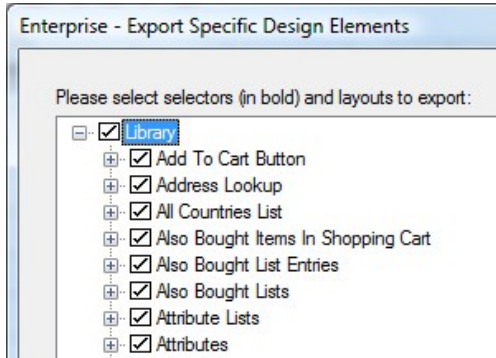 Enterprise - Export Specific Design Elements
Please select selectors (in bold) and layouts to export:
Library
Add To Cart Button
Address Lookup
All Countries List
Also Bought Items In Shopping Cart
Also Bought List Entries
Also Bought Lists
Attribute Lists
Attributes